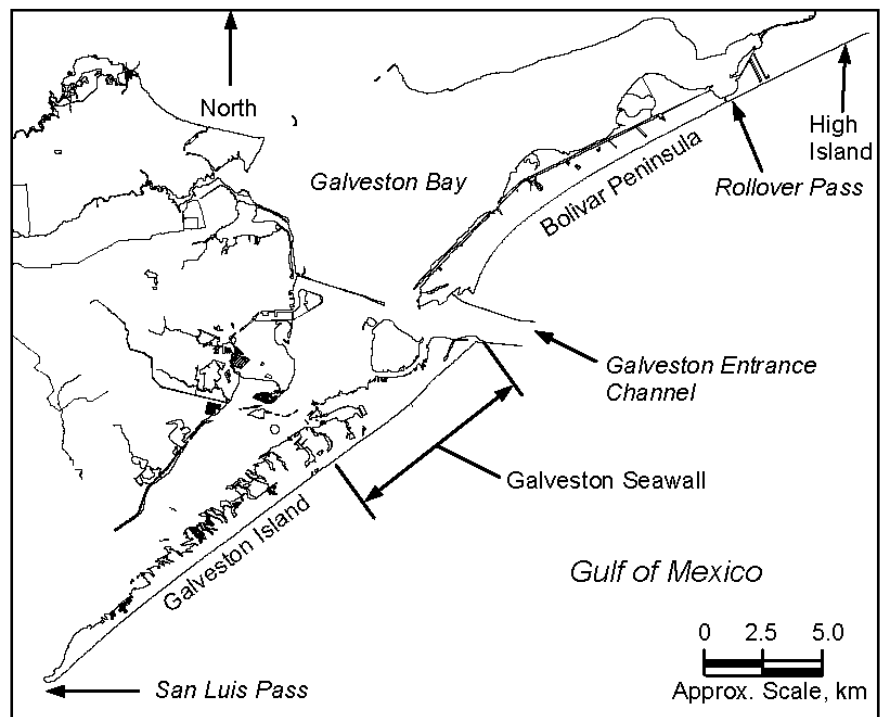 North
High
Island
Galveston Bay
Rollover Pass
Bolivar Peninsula
Galveston Entrance
Channel
Galveston Seawall
Galveston Island
Gulf of Mexico
0 2.5 5.0
Approx. Scale, km
San Luis Pass